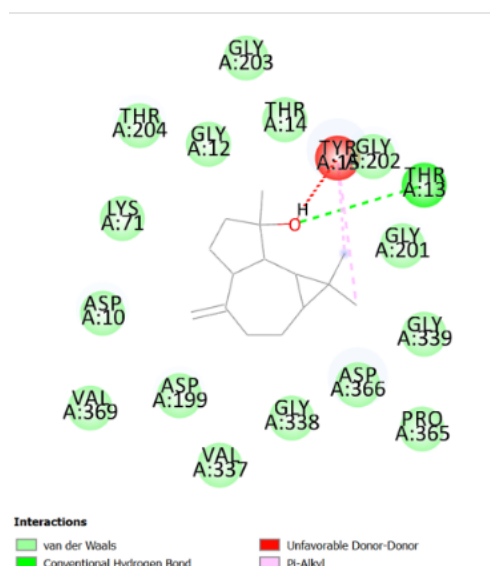 GLY
A:203
THR
A:204
GLY
A:12
THR
A:14
TYR
A:15
GLY
A:202
THR
A:13
LYS
A:71
H
O
GLY
A:201
ASP
A:10
GLY
A:339
VAL
A:369
ASP
A:199
GLY
A:338
ASP
A:366
PRO
A:365
VAL
A:337
Interactions
van der Waals
Conventional Hydrogen Bond
Unfavorable Donor-Donor
Pi-Alkyl